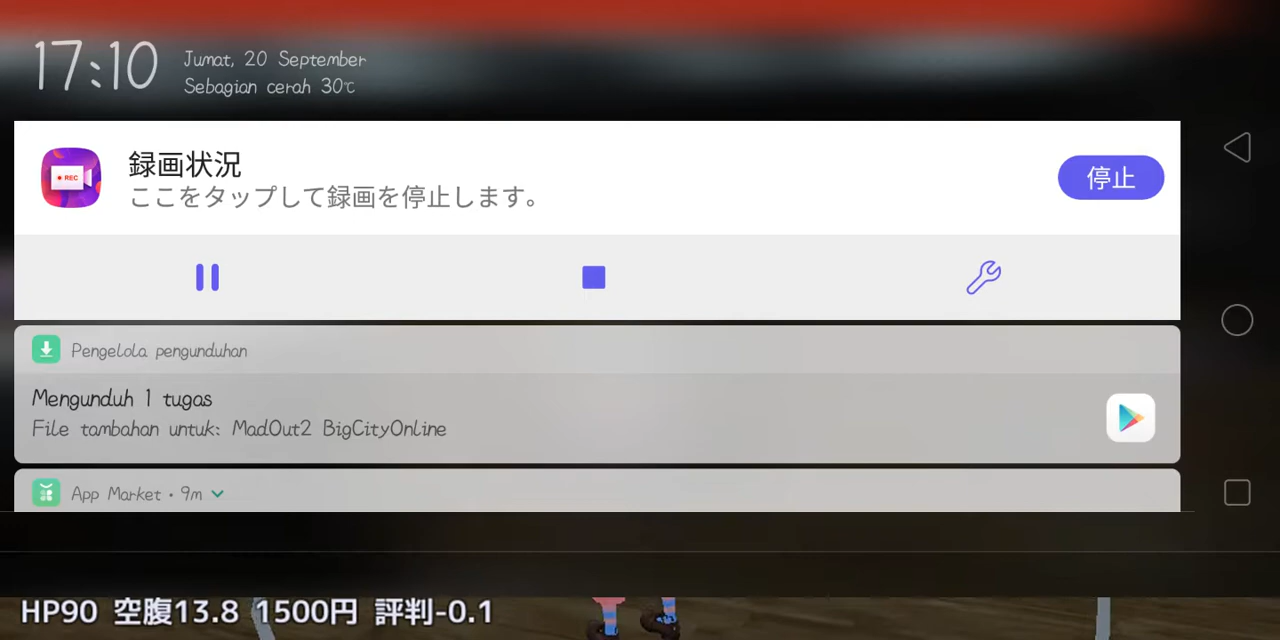 17:10
Jumat, 20 September
Sebagian cerah 30℃
REC
録画状況
ここをタップして録画を停止します。
停止
Pengelola pengunduhan
Mengunduh 1 tugas
File tambahan untuk: MadOut2 BigCityOnline
App Market • 9m
HP90 空腹13.8 1500円 評判-0.1